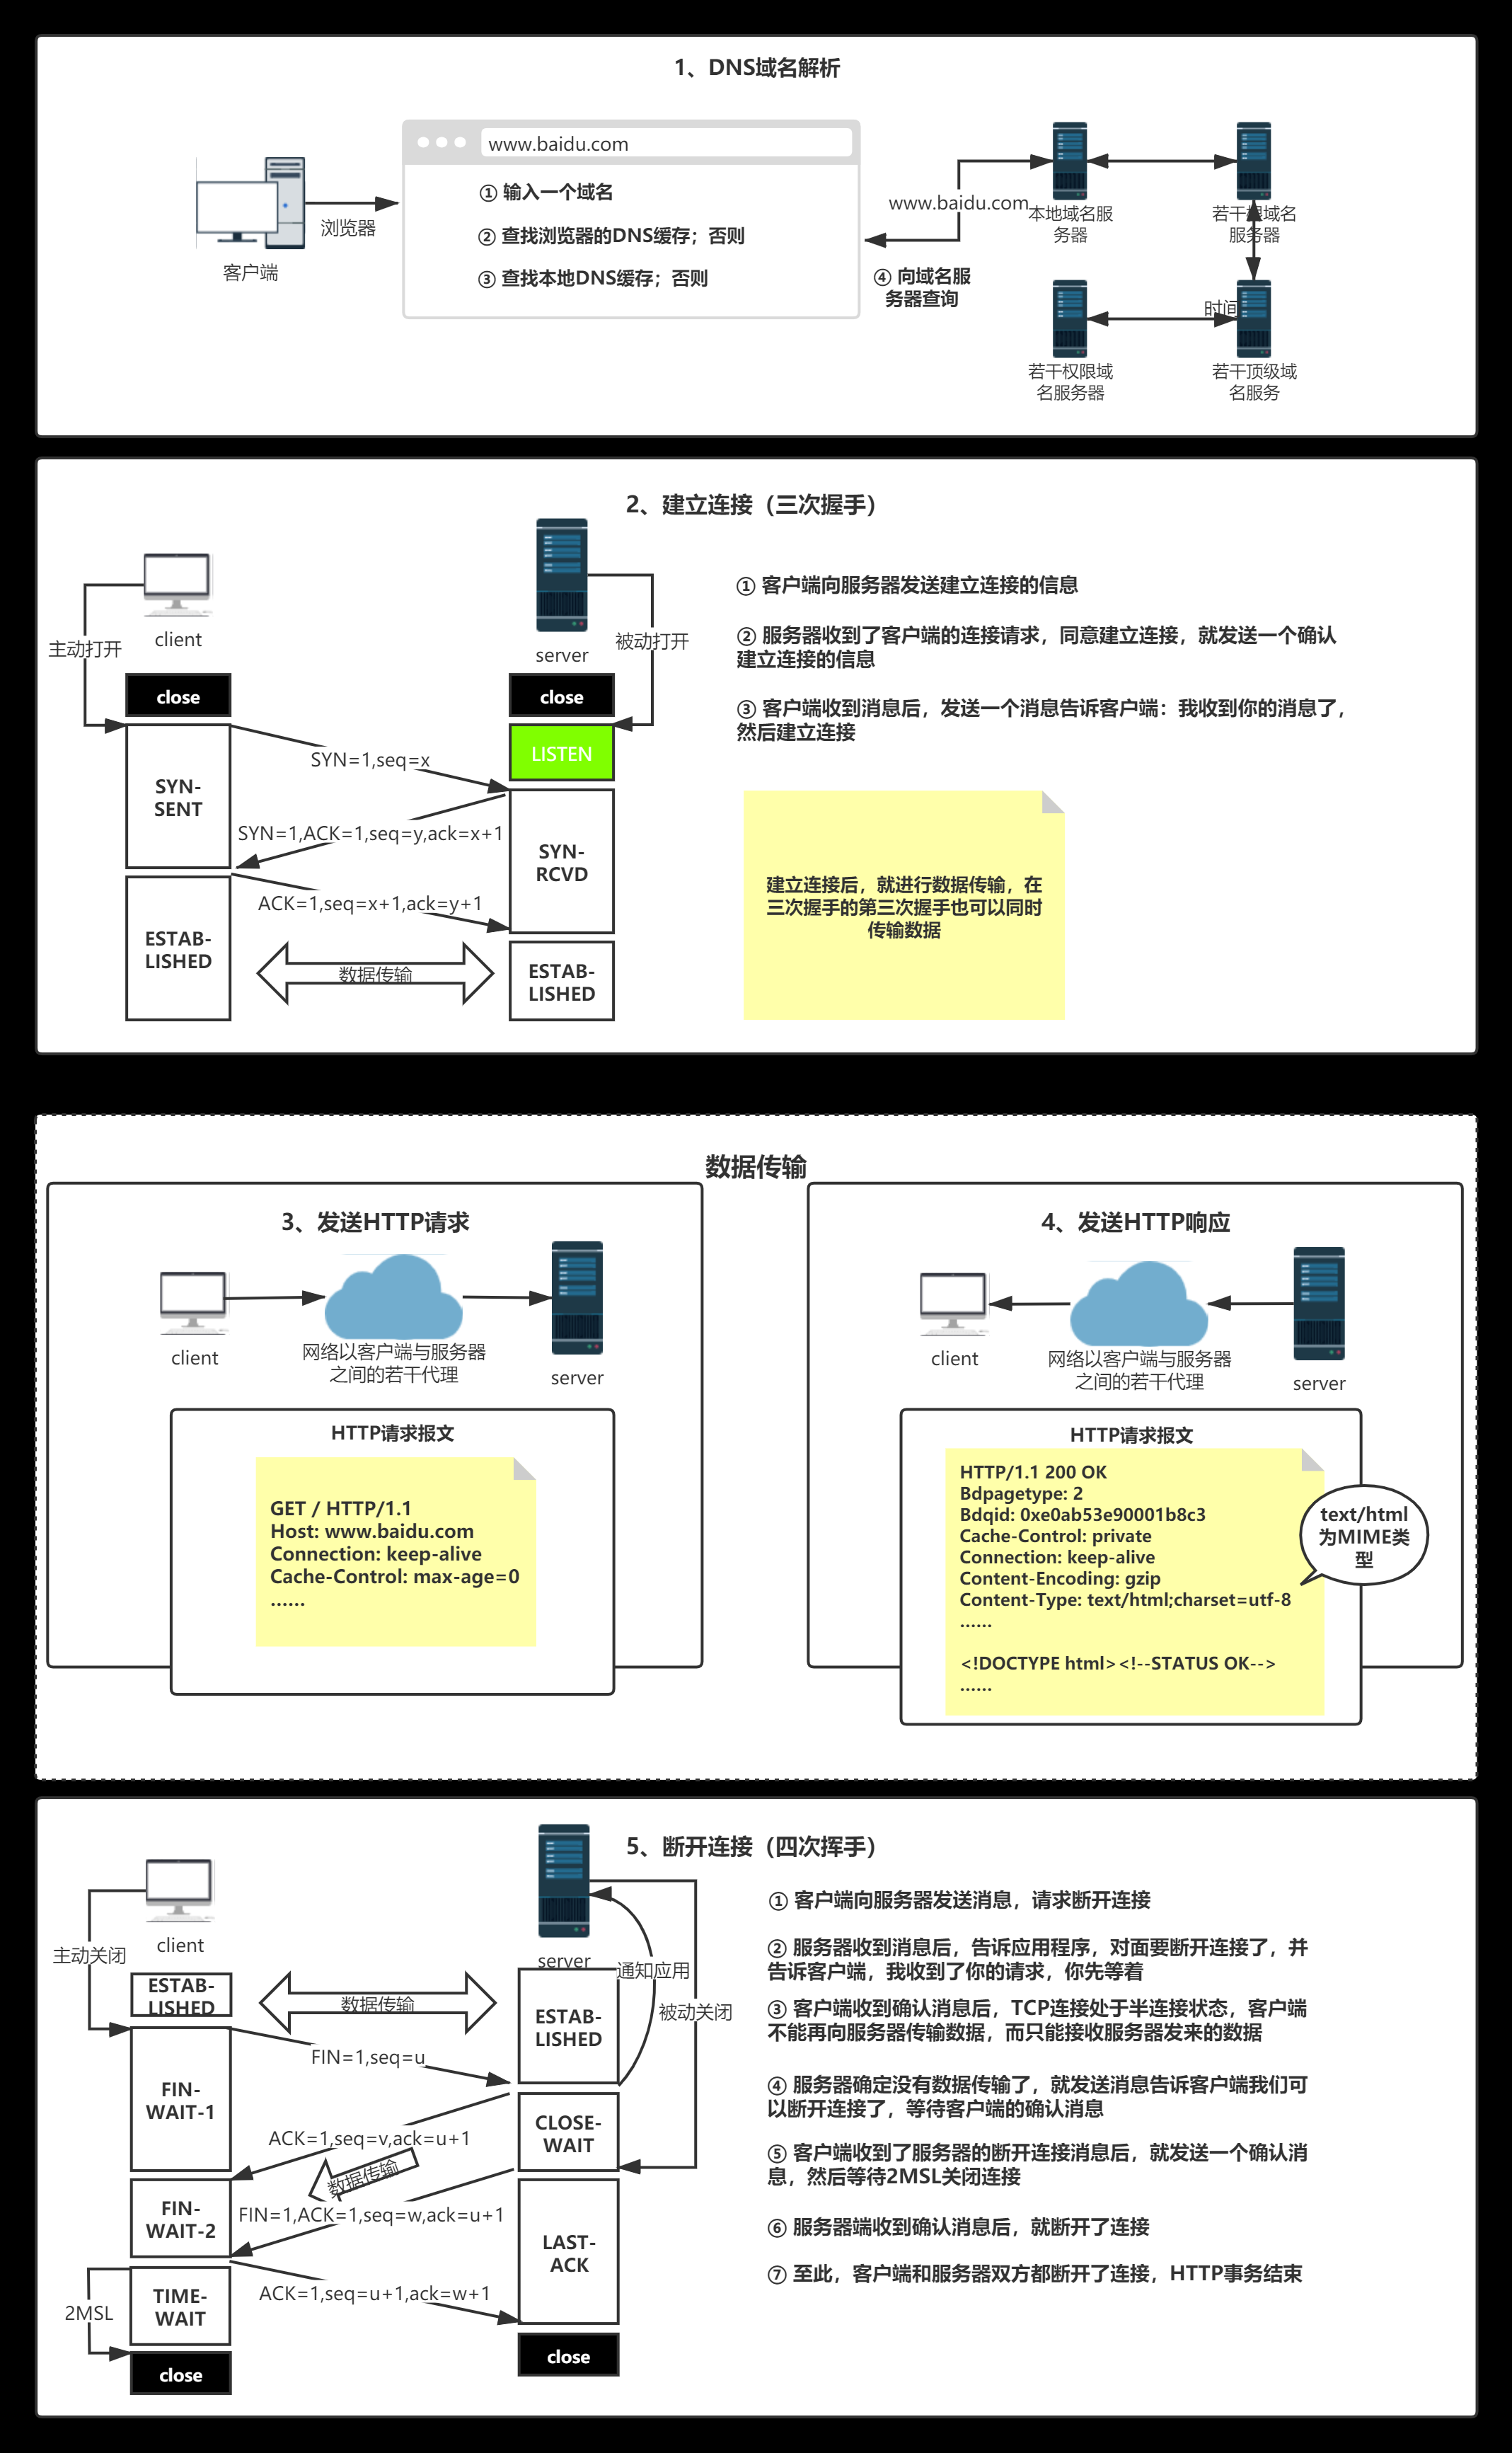 1、DNS域名解析
www.baidu.com
① 输入一个域名
② 查找浏览器的DNS缓存；否则
③ 查找本地DNS缓存；否则
浏览器
客户端
www.baidu.com
④ 向域名服
务器查询
本地域名服
务器
若干根域名
服务器
时间
若干权限域
名服务器
若干顶级域
名服务
2、建立连接（三次握手）
client
server
主动打开
被动打开
close
close
LISTEN
SYN-
SENT
SYN=1,seq=x
SYN=1,ACK=1,seq=y,ack=x+1
SYN-
RCVD
ACK=1,seq=x+1,ack=y+1
ESTAB-
LISHED
数据传输
ESTAB-
LISHED
① 客户端向服务器发送建立连接的信息
② 服务器收到了客户端的连接请求，同意建立连接，就发送一个确认
建立连接的信息
③ 客户端收到消息后，发送一个消息告诉客户端：我收到你的消息了，
然后建立连接
建立连接后，就进行数据传输，在
三次握手的第三次握手也可以同时
传输数据
数据传输
3、发送HTTP请求
client
网络以客户端与服务器
之间的若干代理
server
HTTP请求报文
GET / HTTP/1.1
Host: www.baidu.com
Connection: keep-alive
Cache-Control: max-age=0
......
4、发送HTTP响应
client
网络以客户端与服务器
之间的若干代理
server
HTTP请求报文
HTTP/1.1 200 OK
Bdpagetype: 2
Bdqid: 0xe0ab53e90001b8c3
Cache-Control: private
Connection: keep-alive
Content-Encoding: gzip
Content-Type: text/html;charset=utf-8
......
<!DOCTYPE html><!--STATUS OK-->
......
text/html
为MIME类
型
5、断开连接（四次挥手）
client
server
主动关闭
通知应用
被动关闭
ESTAB-
LISHED
数据传输
ESTAB-
LISHED
FIN=1,seq=u
FIN-
WAIT-1
CLOSE-
WAIT
ACK=1,seq=v,ack=u+1
数据传输
FIN-
WAIT-2
FIN=1,ACK=1,seq=w,ack=u+1
LAST-
ACK
ACK=1,seq=u+1,ack=w+1
2MSL
TIME-
WAIT
close
close
① 客户端向服务器发送消息，请求断开连接
② 服务器收到消息后，告诉应用程序，对面要断开连接了，并
告诉客户端，我收到了你的请求，你先等着
③ 客户端收到确认消息后，TCP连接处于半连接状态，客户端
不能再向服务器传输数据，而只能接收服务器发来的数据
④ 服务器确定没有数据传输了，就发送消息告诉客户端我们可
以断开连接了，等待客户端的确认消息
⑤ 客户端收到了服务器的断开连接消息后，就发送一个确认消
息，然后等待2MSL关闭连接
⑥ 服务器端收到确认消息后，就断开了连接
⑦ 至此，客户端和服务器双方都断开了连接，HTTP事务结束